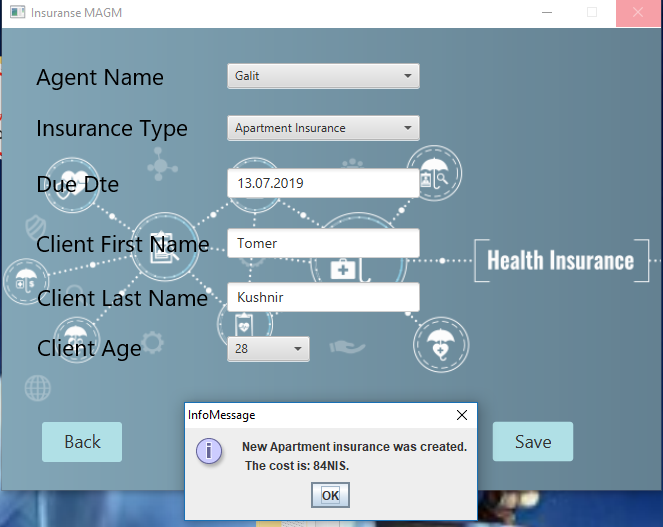 Insuranse MAGM
Agent Name
Galit
Insurance Type
Apartment Insurance
Due Dte
13.07.2019
Client First Name
Tomer
Health Insurance
Client Last Name
Kushnir
Client Age
28
Back
Save
InfoMessage
New Apartment insurance was created.
The cost is: 84NIS.
OK